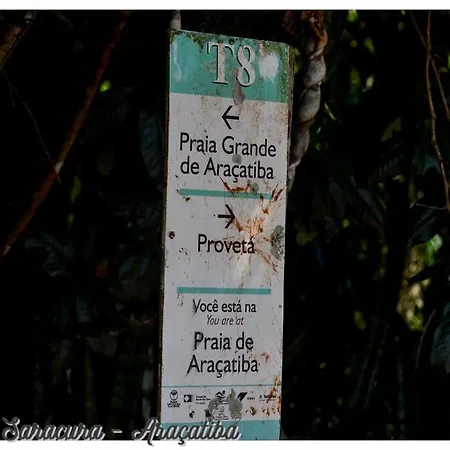 T8
←
Praia Grande
de Araçatiba
→
Provetá
Você está na
You are at
Praia de
Araçatiba
Saracura - Araçatiba